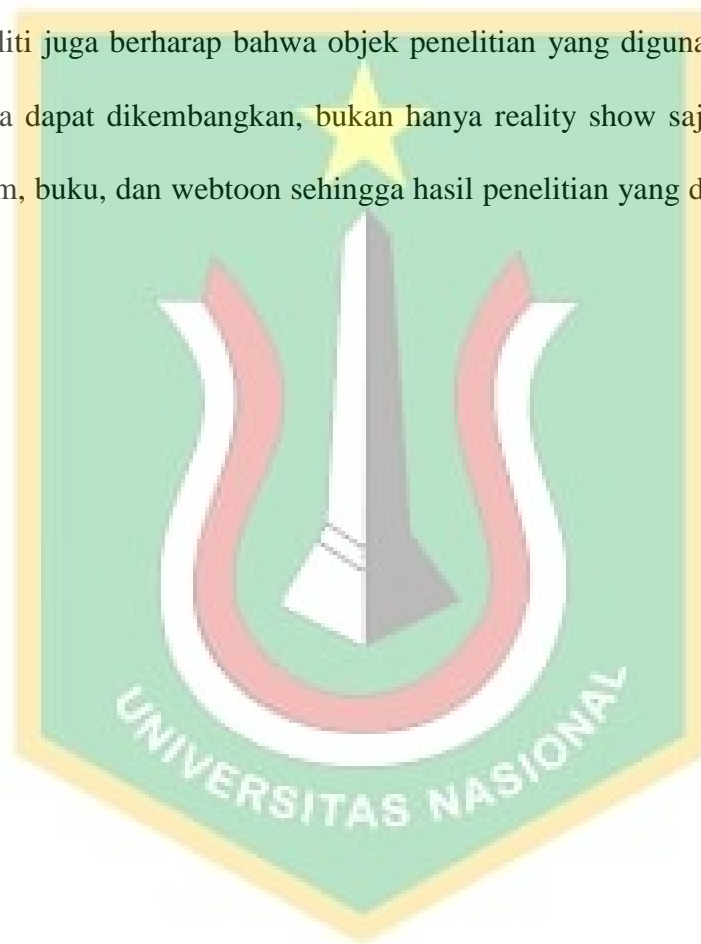 liti juga berharap bahwa objek penelitian yang diguna
a dapat dikembangkan, bukan hanya reality show saj
m, buku, dan webtoon sehingga hasil penelitian yang d
UNIVERSITAS NASIONAL